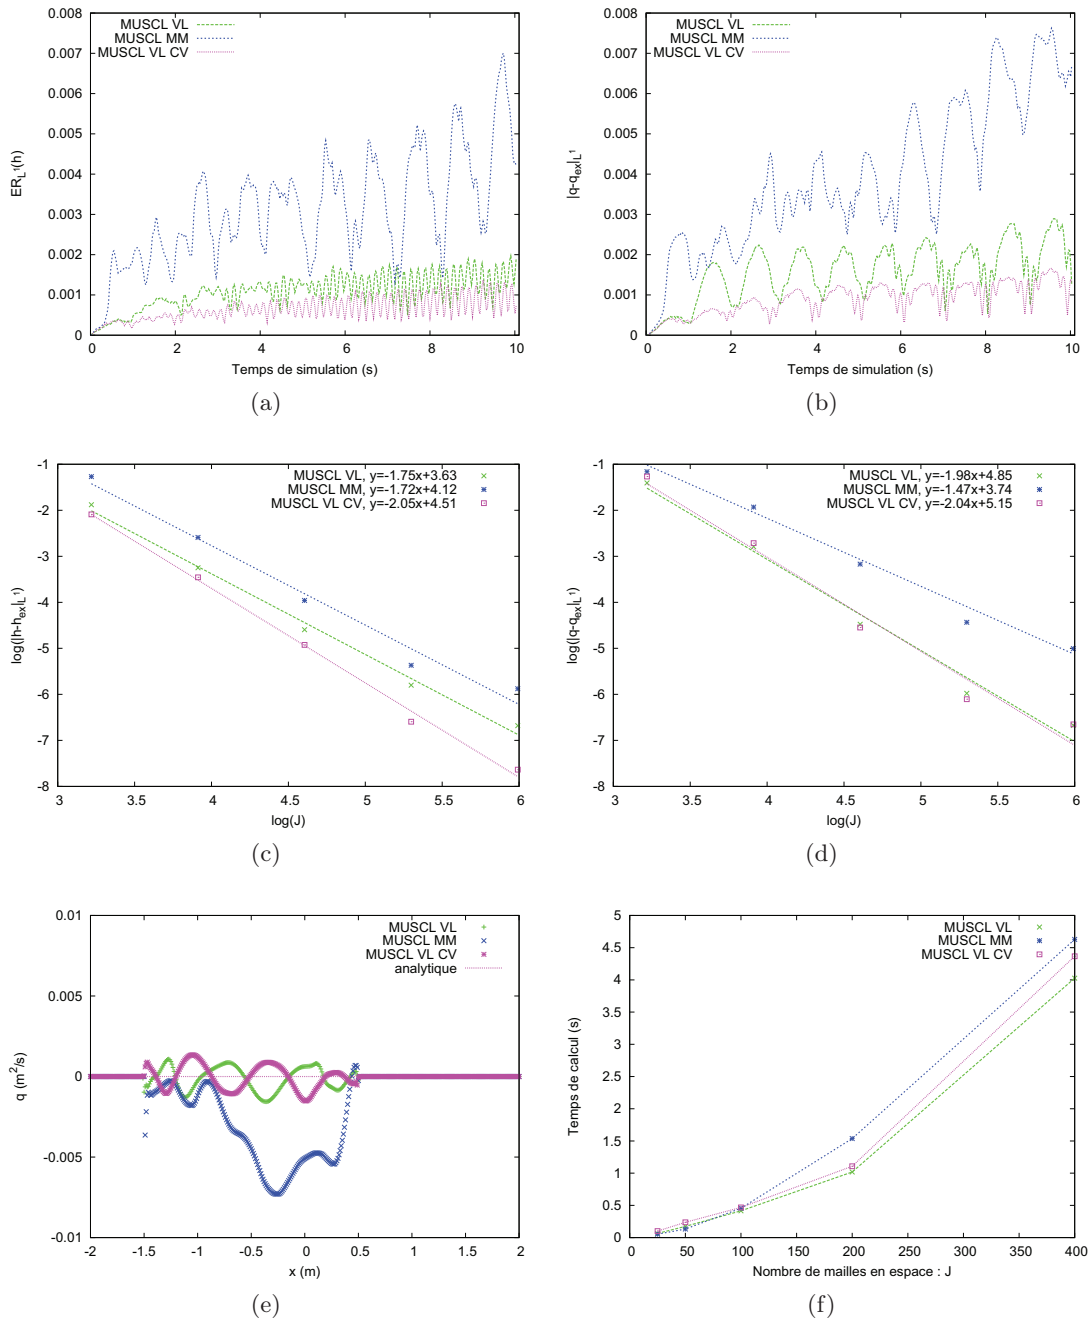 MUSCL VL
MUSCL MM
MUSCL VL CV
0.008
0.007
0.006
0.005
0.004
0.003
0.002
0.001
0
ER_L¹(h)
0 2 4 6 8 10
Temps de simulation (s)
(a)
MUSCL VL
MUSCL MM
MUSCL VL CV
0.008
0.007
0.006
0.005
0.004
0.003
0.002
0.001
0
|q-q_ex|_L¹
0 2 4 6 8 10
Temps de simulation (s)
(b)
MUSCL VL, y=-1.75x+3.63
MUSCL MM, y=-1.72x+4.12
MUSCL VL CV, y=-2.05x+4.51
-1
-2
-3
-4
-5
-6
-7
-8
log(|h-h_ex|_L¹)
3 3.5 4 4.5 5 5.5 6
log(J)
(c)
MUSCL VL, y=-1.98x+4.85
MUSCL MM, y=-1.47x+3.74
MUSCL VL CV, y=-2.04x+5.15
-1
-2
-3
-4
-5
-6
-7
-8
log(|q-q_ex|_L¹)
3 3.5 4 4.5 5 5.5 6
log(J)
(d)
MUSCL VL
MUSCL MM
MUSCL VL CV
analytique
0.01
0.005
0
-0.005
-0.01
q (m²/s)
-2 -1.5 -1 -0.5 0 0.5 1 1.5 2
x (m)
(e)
MUSCL VL
MUSCL MM
MUSCL VL CV
5
4.5
4
3.5
3
2.5
2
1.5
1
0.5
0
Temps de calcul (s)
0 50 100 150 200 250 300 350 400
Nombre de mailles en espace : J
(f)